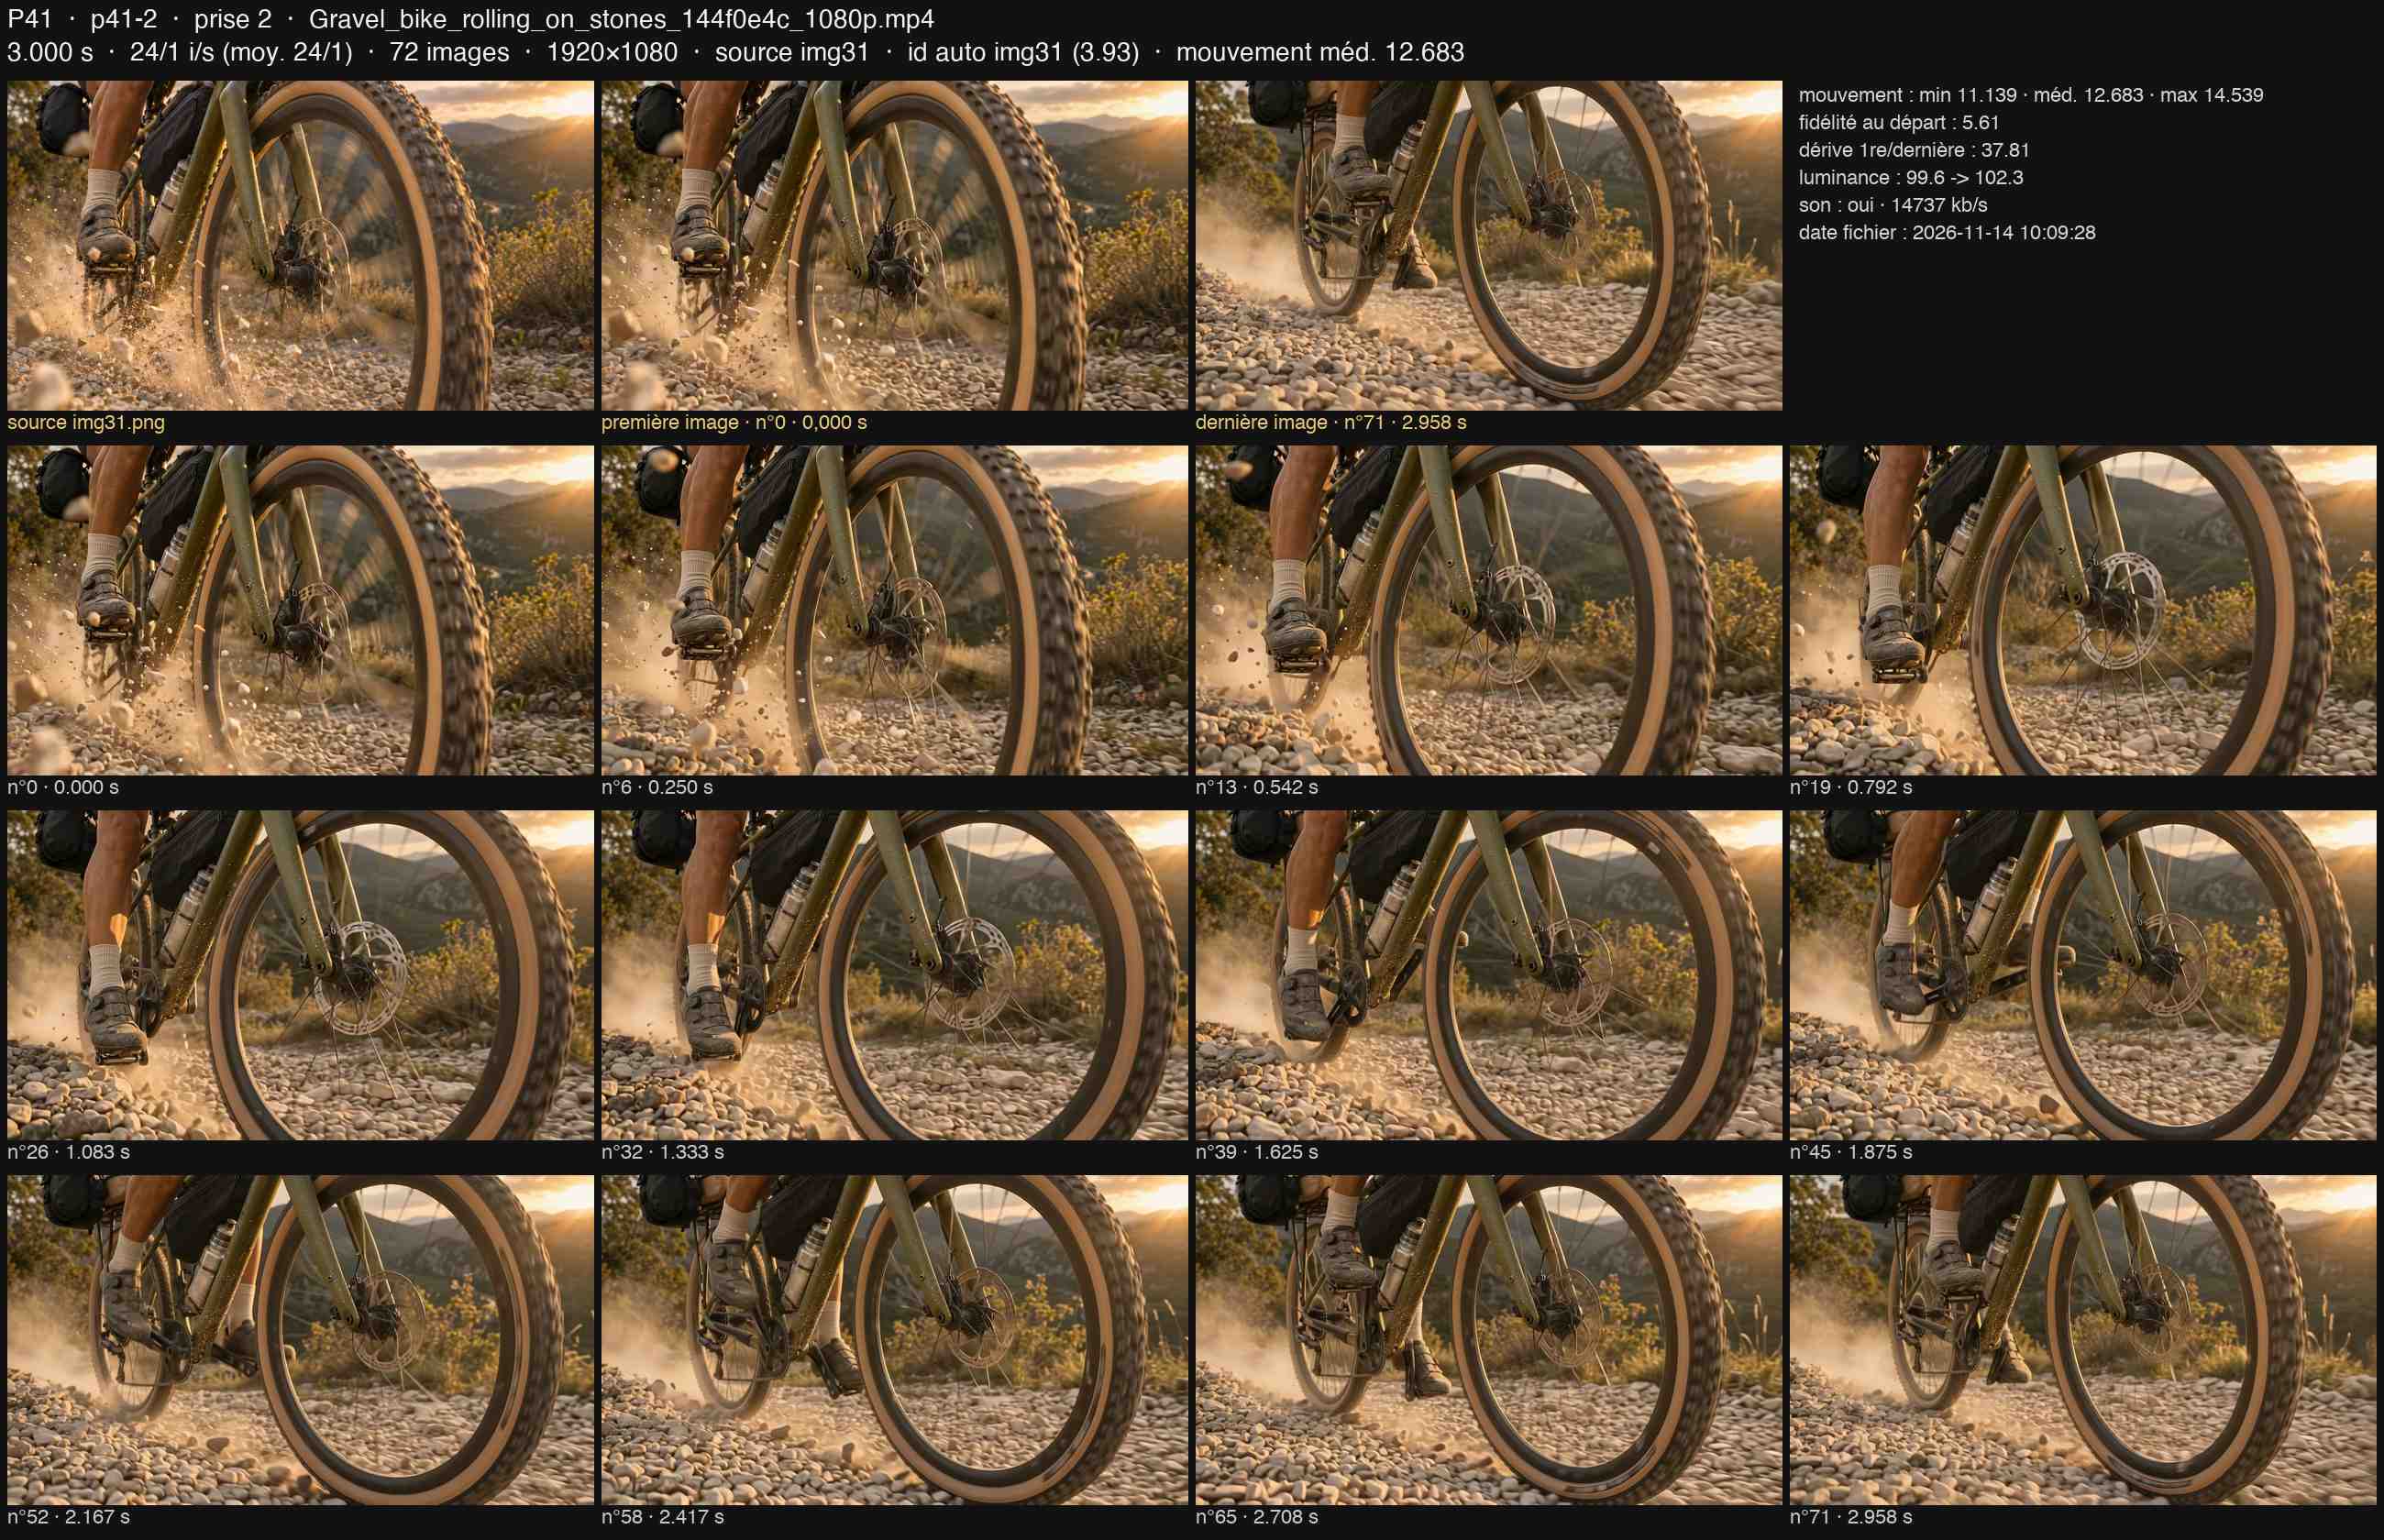 P41 · p41-2 · prise 2 · Gravel_bike_rolling_on_stones_144f0e4c_1080p.mp4
3.000 s · 24/1 i/s (moy. 24/1) · 72 images · 1920×1080 · source img31 · id auto img31 (3.93) · mouvement méd. 12.683
mouvement : min 11.139 · méd. 12.683 · max 14.539
fidélité au départ : 5.61
dérive 1re/dernière : 37.81
luminance : 99.6 -> 102.3
son : oui · 14737 kb/s
date fichier : 2026-11-14 10:09:28
source img31.png
première image · n°0 · 0,000 s
dernière image · n°71 · 2.958 s
n°0 · 0.000 s
n°6 · 0.250 s
n°13 · 0.542 s
n°19 · 0.792 s
n°26 · 1.083 s
n°32 · 1.333 s
n°39 · 1.625 s
n°45 · 1.875 s
n°52 · 2.167 s
n°58 · 2.417 s
n°65 · 2.708 s
n°71 · 2.958 s